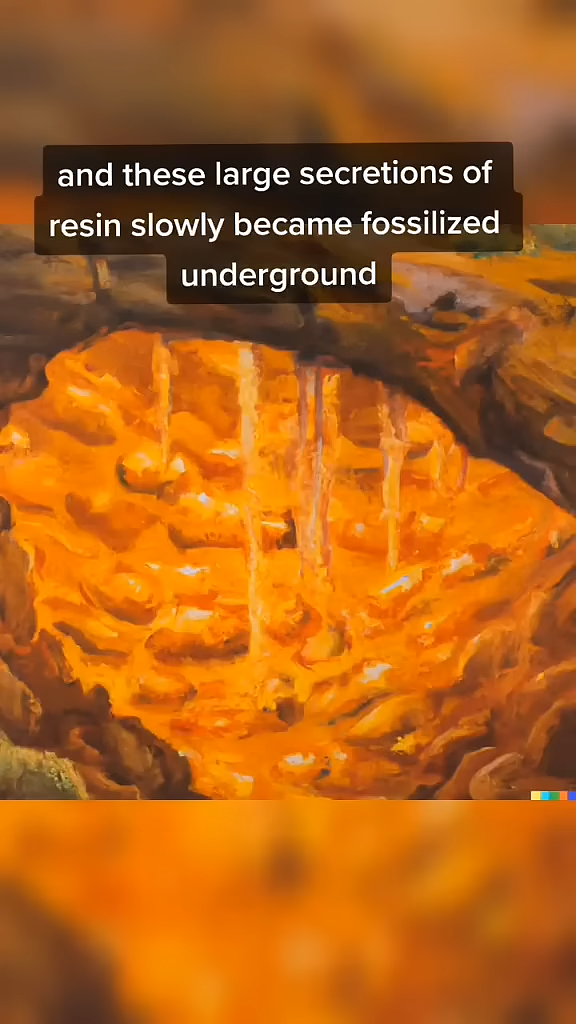 and these large secretions of
resin slowly became fossilized
underground